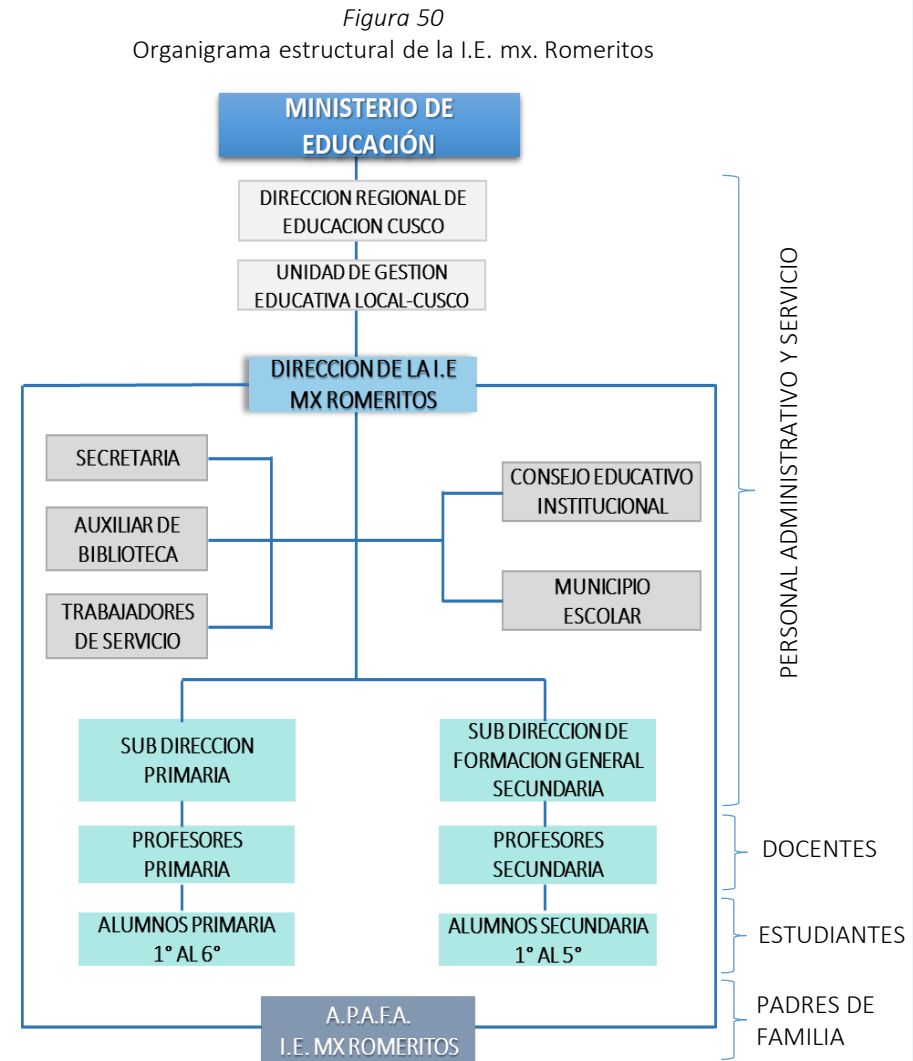 Figura 50
Organigrama estructural de la I.E. mx. Romeritos
MINISTERIO DE
EDUCACIÓN
DIRECCION REGIONAL DE
EDUCACION CUSCO
UNIDAD DE GESTION
EDUCATIVA LOCAL-CUSCO
DIRECCION DE LA I.E
MX ROMERITOS
SECRETARIA
AUXILIAR DE
BIBLIOTECA
TRABAJADORES
DE SERVICIO
CONSEJO EDUCATIVO
INSTITUCIONAL
MUNICIPIO
ESCOLAR
SUB DIRECCION
PRIMARIA
SUB DIRECCION DE
FORMACION GENERAL
SECUNDARIA
PERSONAL ADMINISTRATIVO Y SERVICIO
PROFESORES
PRIMARIA
PROFESORES
SECUNDARIA
DOCENTES
ALUMNOS PRIMARIA
1° AL 6°
ALUMNOS SECUNDARIA
1° AL 5°
ESTUDIANTES
A.P.A.F.A.
I.E. MX ROMERITOS
PADRES DE
FAMILIA